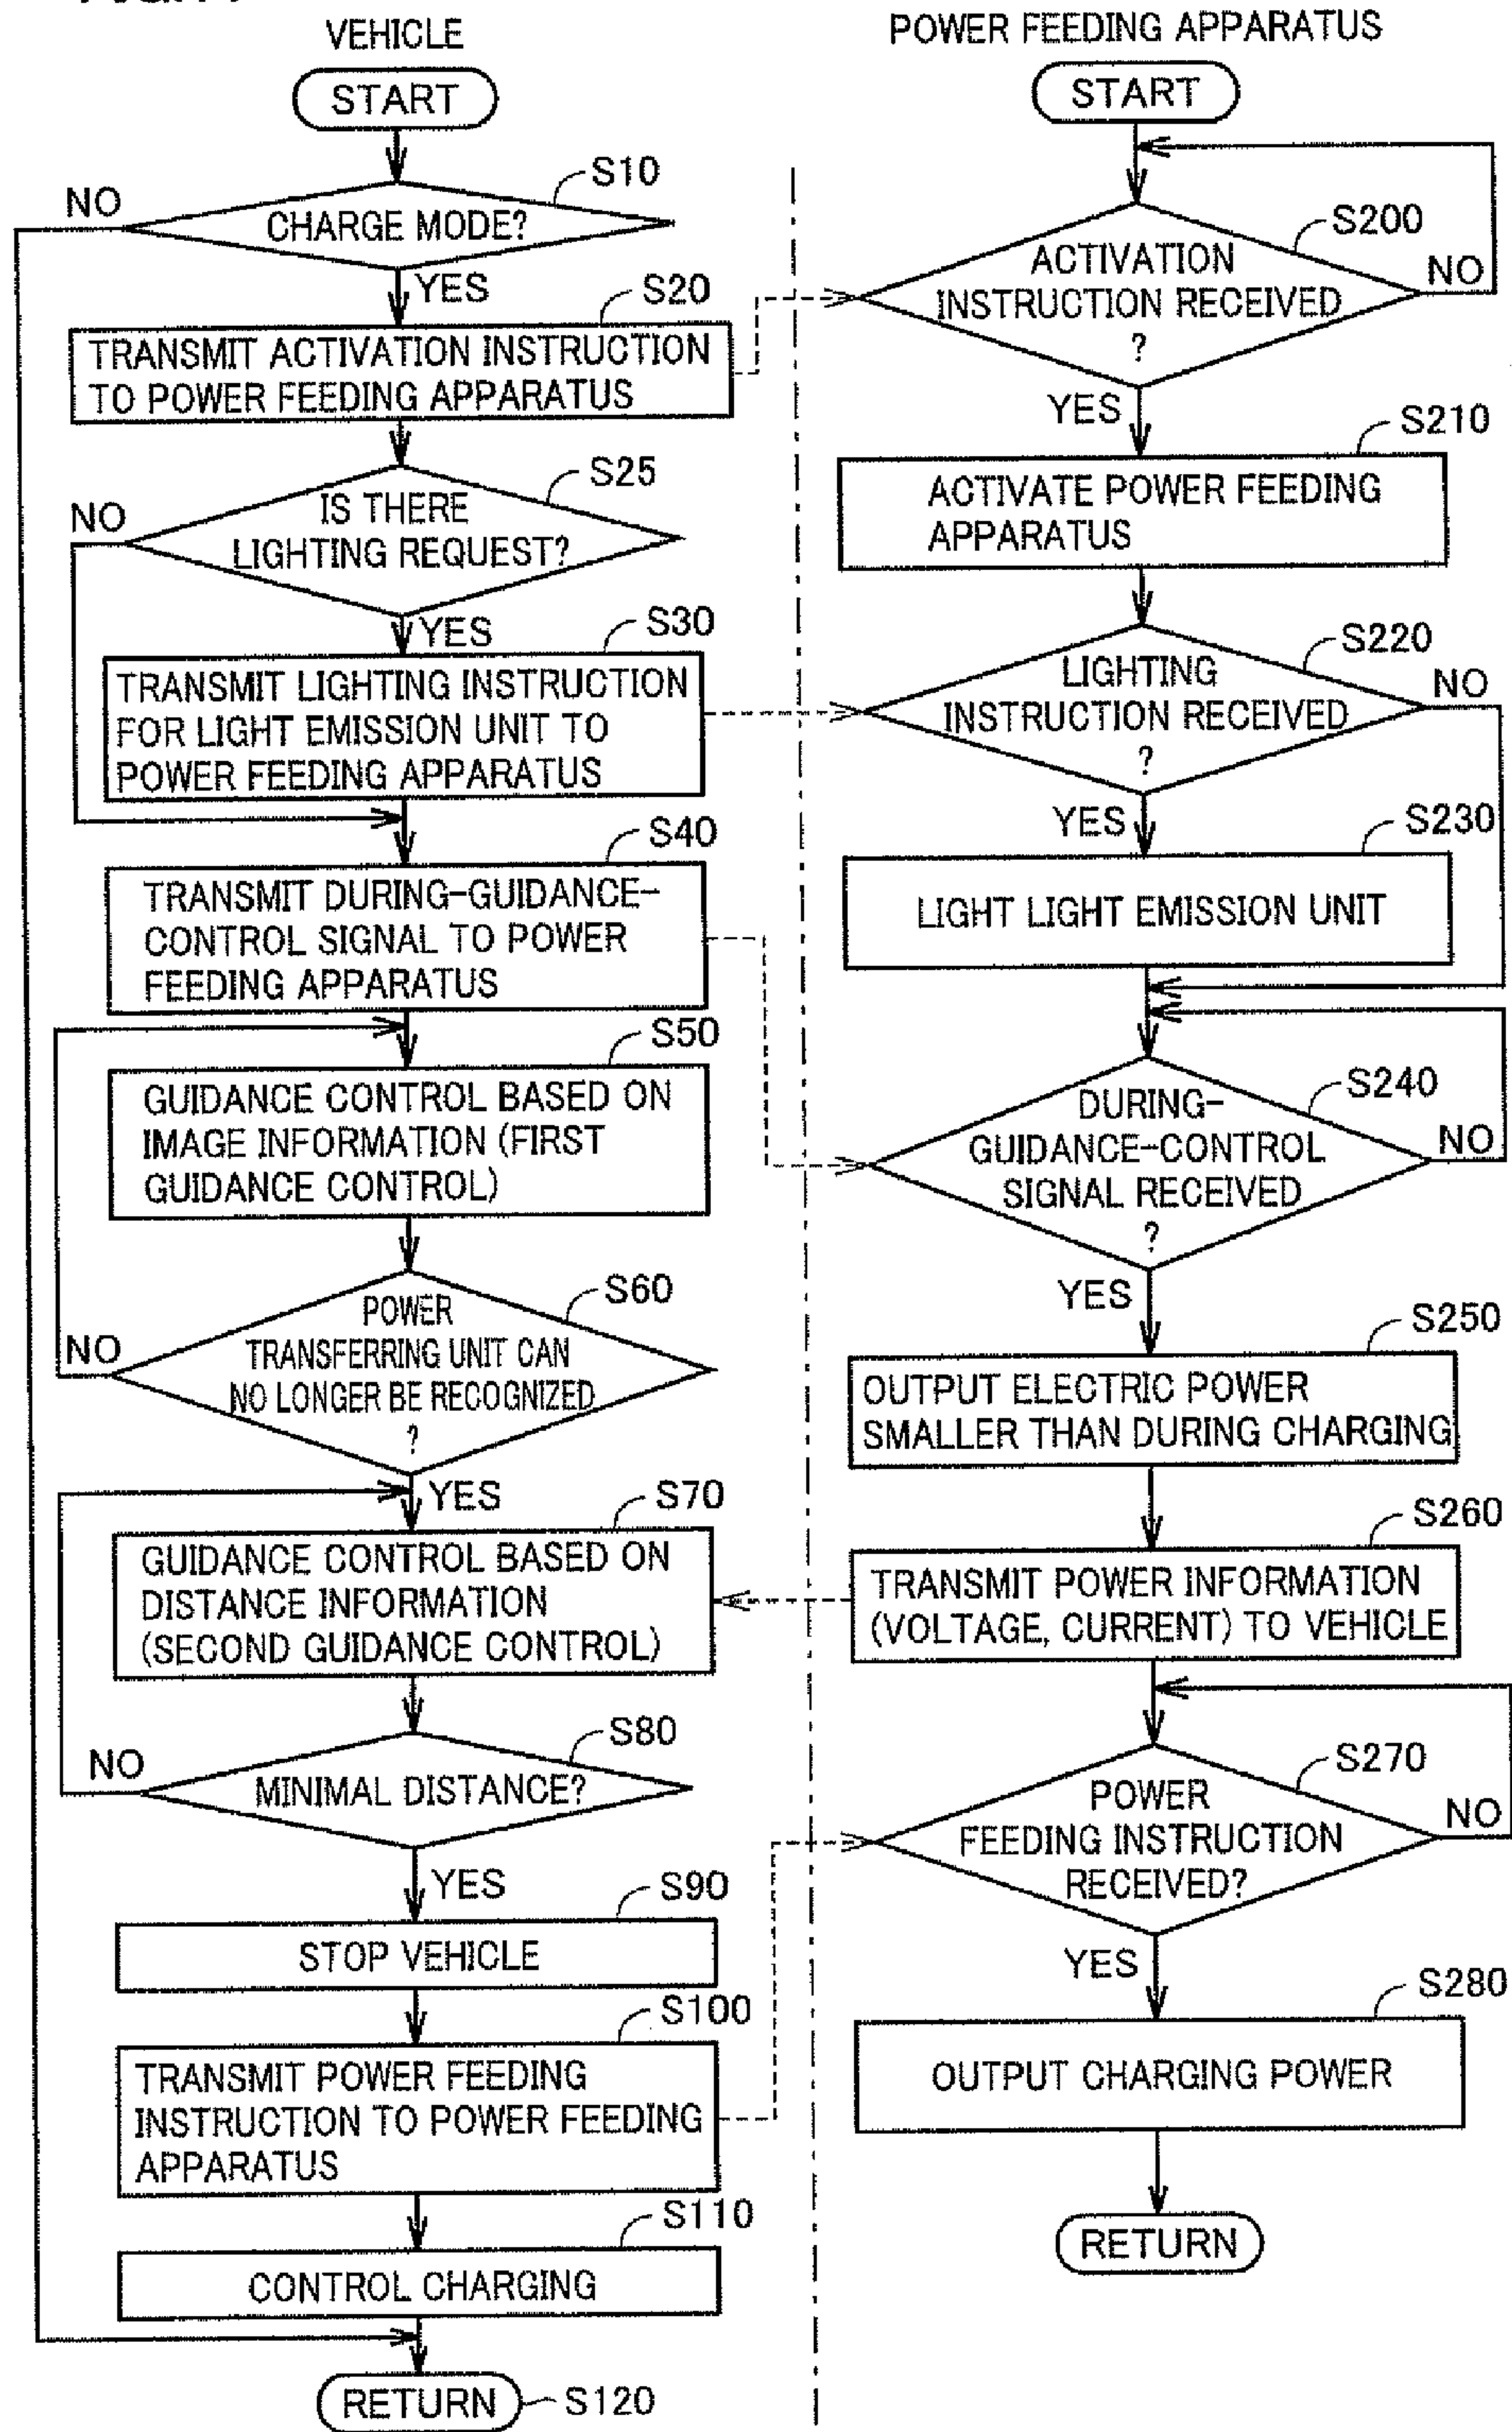 VEHICLE
START
S10
NO
CHARGE MODE?
YES
S20
TRANSMIT ACTIVATION INSTRUCTION
TO POWER FEEDING APPARATUS
S25
NO
IS THERE
LIGHTING REQUEST?
YES
S30
TRANSMIT LIGHTING INSTRUCTION
FOR LIGHT EMISSION UNIT TO
POWER FEEDING APPARATUS
S40
TRANSMIT DURING-GUIDANCE-
CONTROL SIGNAL TO POWER
FEEDING APPARATUS
S50
GUIDANCE CONTROL BASED ON
IMAGE INFORMATION (FIRST
GUIDANCE CONTROL)
S60
POWER
TRANSFERRING UNIT CAN
NO LONGER BE RECOGNIZED
?
NO
YES
S70
GUIDANCE CONTROL BASED ON
DISTANCE INFORMATION
(SECOND GUIDANCE CONTROL)
S80
NO
MINIMAL DISTANCE?
YES
S90
STOP VEHICLE
S100
TRANSMIT POWER FEEDING
INSTRUCTION TO POWER FEEDING
APPARATUS
S110
CONTROL CHARGING
RETURN
S120
POWER FEEDING APPARATUS
START
S200
ACTIVATION
INSTRUCTION RECEIVED
?
NO
YES
S210
ACTIVATE POWER FEEDING
APPARATUS
S220
LIGHTING
INSTRUCTION RECEIVED
?
NO
YES
S230
LIGHT LIGHT EMISSION UNIT
S240
DURING-
GUIDANCE-CONTROL
SIGNAL RECEIVED
?
NO
YES
S250
OUTPUT ELECTRIC POWER
SMALLER THAN DURING CHARGING
S260
TRANSMIT POWER INFORMATION
(VOLTAGE, CURRENT) TO VEHICLE
S270
POWER
FEEDING INSTRUCTION
RECEIVED?
NO
YES
S280
OUTPUT CHARGING POWER
RETURN